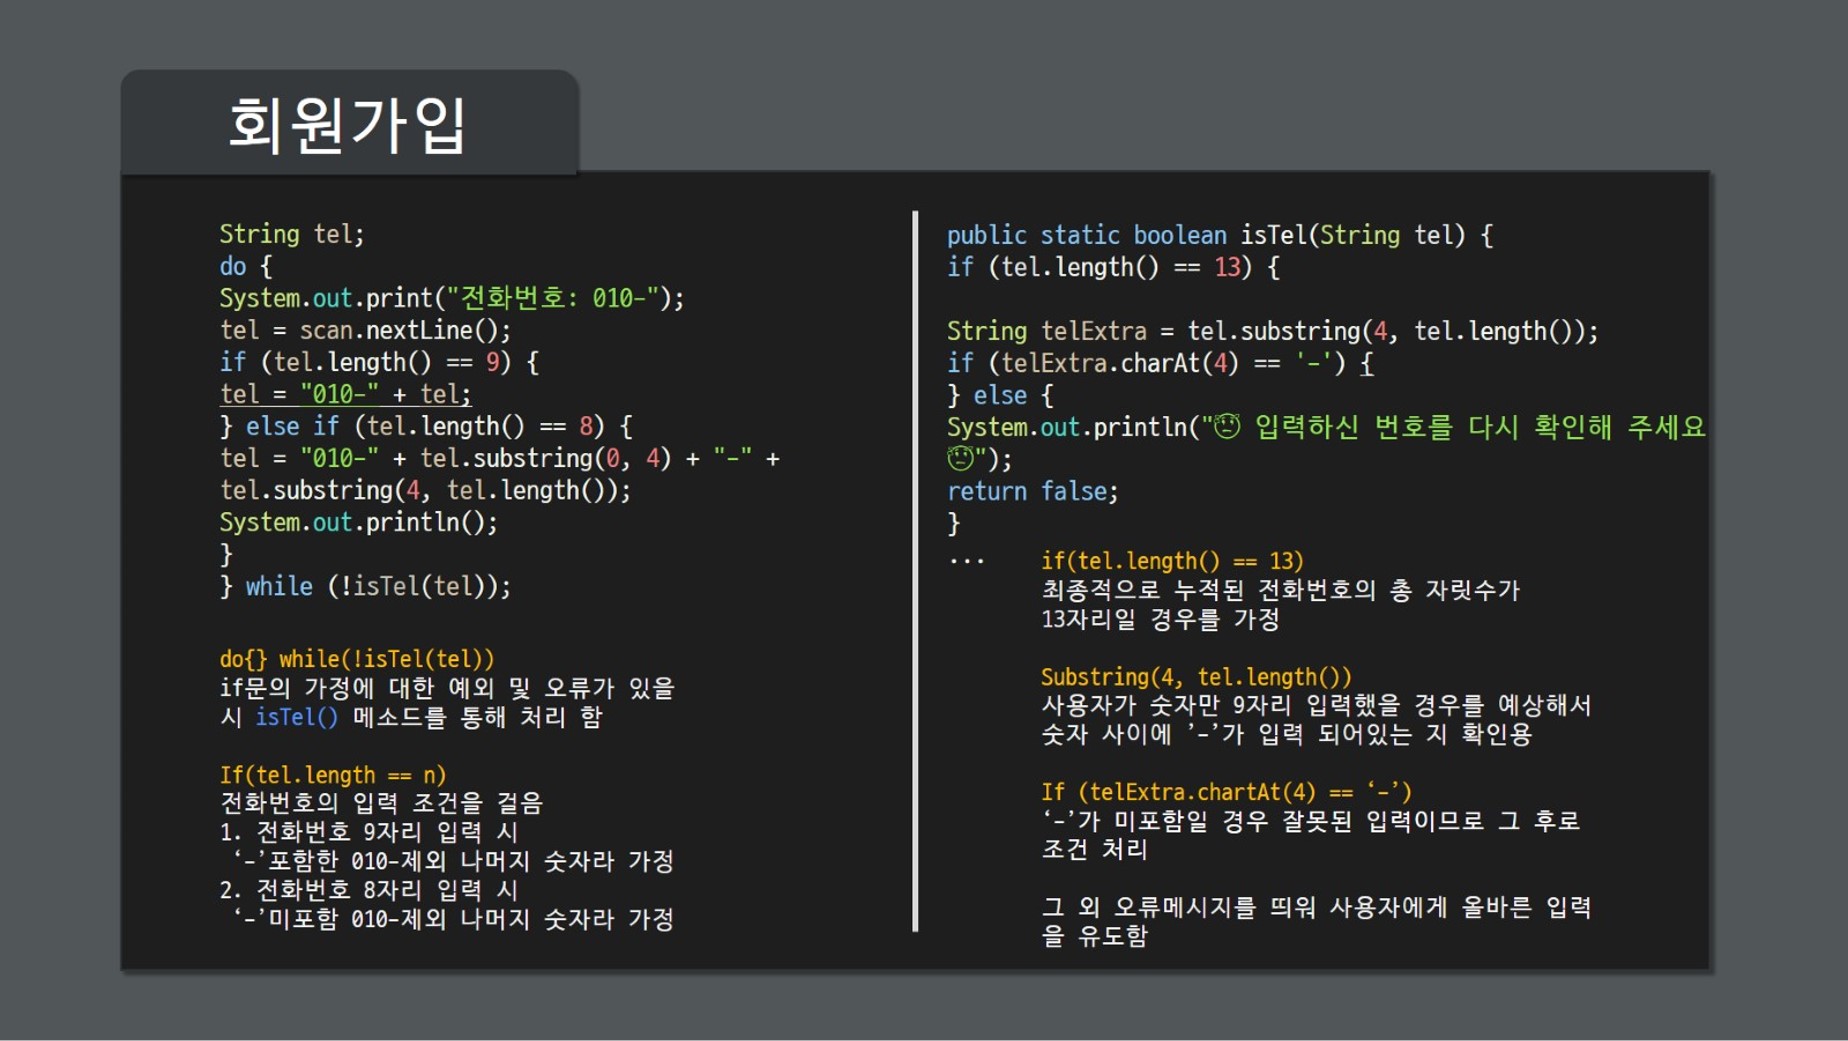 회원가입
String tel;
do {
System.out.print("전화번호: 010-");
tel = scan.nextLine();
if (tel.length() == 9) {
tel = "010-" + tel;
} else if (tel.length() == 8) {
tel = "010-" + tel.substring(0, 4) + "-" +
tel.substring(4, tel.length());
System.out.println();
}
} while (!isTel(tel));
do{} while(!isTel(tel))
if문의 가정에 대한 예외 및 오류가 있을
시 isTel() 메소드를 통해 처리 함
If(tel.length == n)
전화번호의 입력 조건을 걸음
1. 전화번호 9자리 입력 시
‘-’포함한 010-제외 나머지 숫자라 가정
2. 전화번호 8자리 입력 시
‘-’미포함 010-제외 나머지 숫자라 가정
public static boolean isTel(String tel) {
if (tel.length() == 13) {
String telExtra = tel.substring(4, tel.length());
if (telExtra.charAt(4) == '-') {
} else {
System.out.println("😇 입력하신 번호를 다시 확인해 주세요
😇");
return false;
}
...
if(tel.length() == 13)
최종적으로 누적된 전화번호의 총 자릿수가
13자리일 경우를 가정
Substring(4, tel.length())
사용자가 숫자만 9자리 입력했을 경우를 예상해서
숫자 사이에 ’-’가 입력 되어있는 지 확인용
If (telExtra.chartAt(4) == ‘-’)
‘-’가 미포함일 경우 잘못된 입력이므로 그 후로
조건 처리
그 외 오류메시지를 띄워 사용자에게 올바른 입력
을 유도함